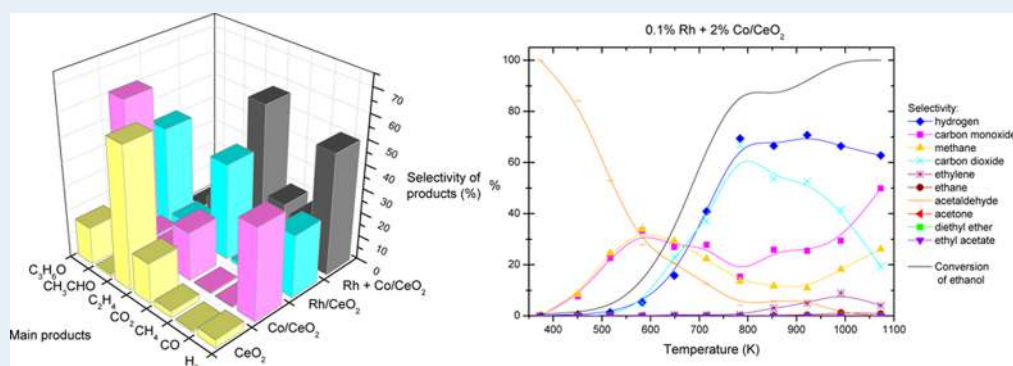 70
60
50
40
30
20
10
0
Selectivity of
products (%)
C₃H₆O
CH₃CHO
C₂H₄
CO₂
CH₄
CO
Main products
CeO₂
Co/CeO₂
Rh/CeO₂
Rh + Co/CeO₂
0.1% Rh + 2% Co/CeO₂
%
100
80
60
40
20
0
400 500 600 700 800 900 1000 1100
Temperature (K)
Selectivity:
hydrogen
carbon monoxide
methane
carbon dioxide
ethylene
ethane
acetaldehyde
acetone
diethyl ether
ethyl acetate
Conversion
of ethanol